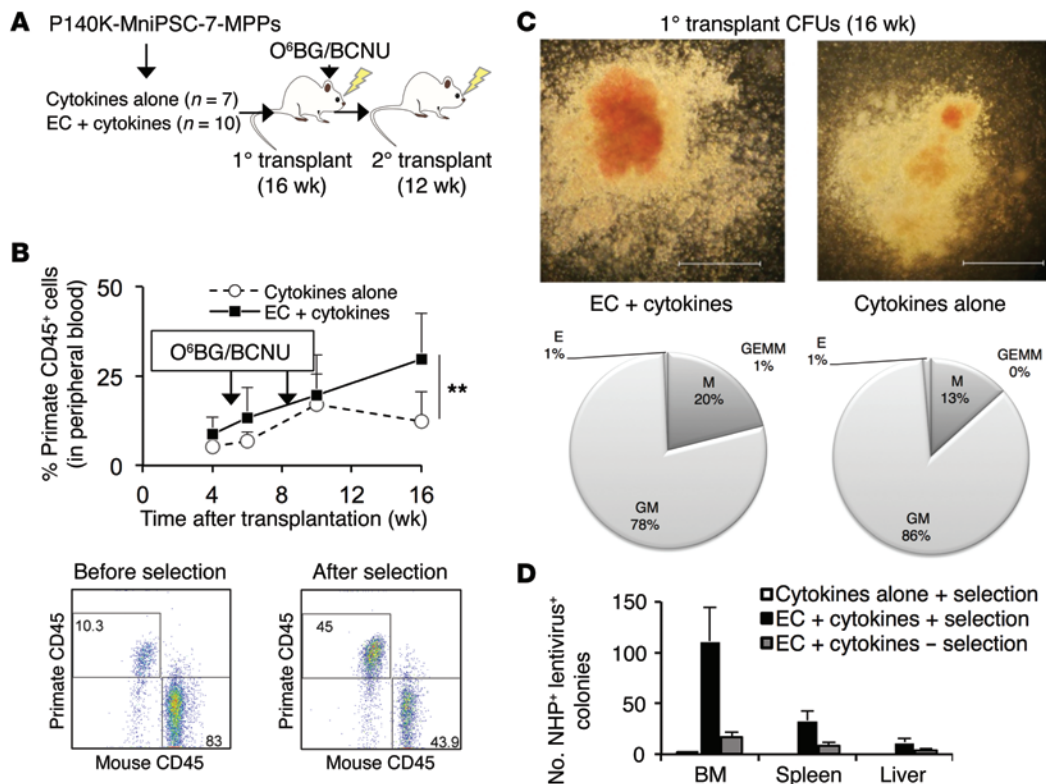 A
P140K-MniPSC-7-MPPs
O⁶BG/BCNU
Cytokines alone (n = 7)
EC + cytokines (n = 10)
1° transplant
(16 wk)
2° transplant
(12 wk)
B
% Primate CD45⁺ cells
(in peripheral blood)
50
25
0
Cytokines alone
EC + cytokines
O⁶BG/BCNU
**
0 4 8 12 16
Time after transplantation (wk)
Before selection
After selection
Primate CD45
10.3
83
Mouse CD45
Primate CD45
45
43.9
Mouse CD45
C
1° transplant CFUs (16 wk)
EC + cytokines
Cytokines alone
E
1%
GEMM
1%
M
20%
GM
78%
E
1%
GEMM
0%
M
13%
GM
86%
D
Cytokines alone + selection
EC + cytokines + selection
EC + cytokines – selection
No. NHP⁺ lentivirus⁺
colonies
150
100
50
0
BM Spleen Liver